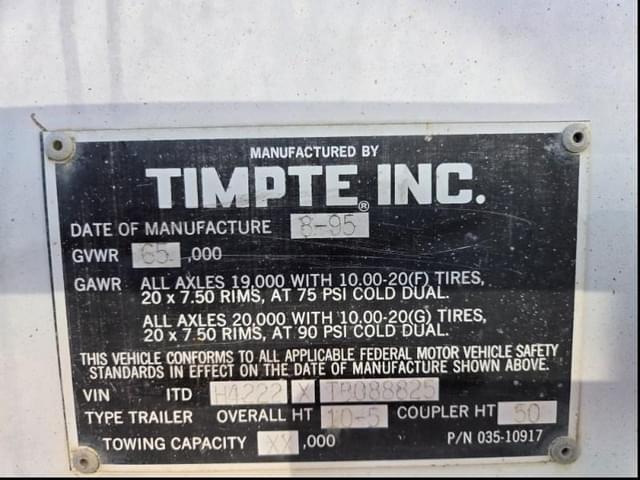 MANUFACTURED BY
TIMPTE® INC.
DATE OF MANUFACTURE 8-95
GVWR 65 ,000
GAWR ALL AXLES 19,000 WITH 10.00-20(F) TIRES,
20 x 7.50 RIMS, AT 75 PSI COLD DUAL.
ALL AXLES 20,000 WITH 10.00-20(G) TIRES,
20 x 7.50 RIMS, AT 90 PSI COLD DUAL.
THIS VEHICLE CONFORMS TO ALL APPLICABLE FEDERAL MOTOR VEHICLE SAFETY
STANDARDS IN EFFECT ON THE DATE OF MANUFACTURE SHOWN ABOVE.
VIN 1TD H4222 X TB088825
TYPE TRAILER OVERALL HT 10-5 COUPLER HT 50
TOWING CAPACITY XX ,000 P/N 035-10917